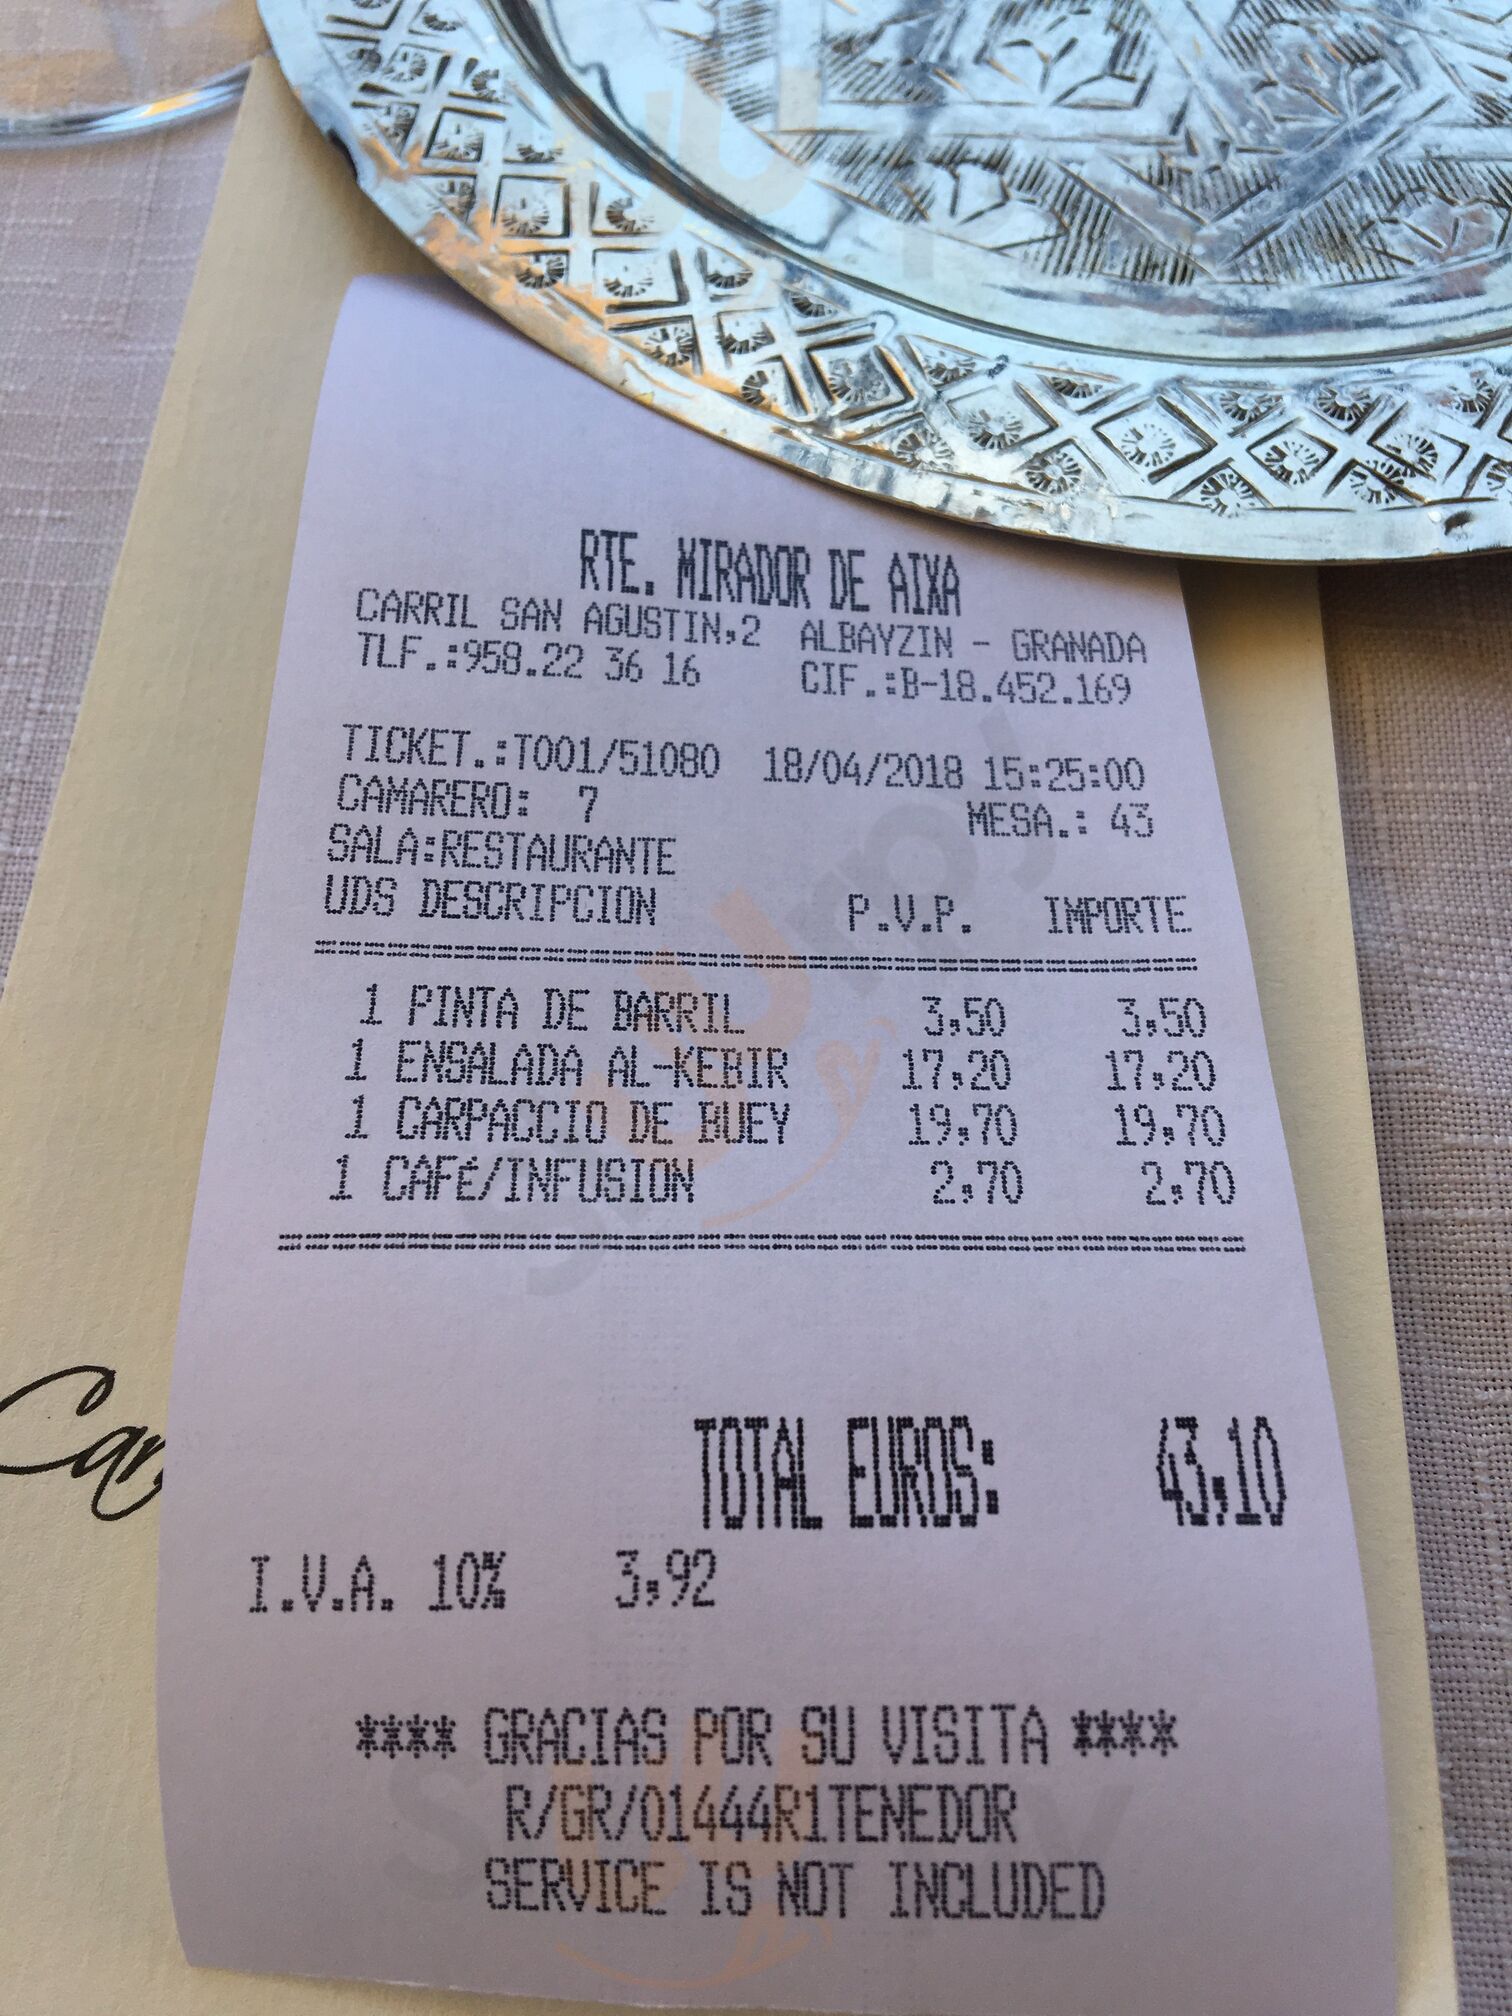 RTE. MIRADOR DE AIXA
CARRIL SAN AGUSTIN,2 ALBAYZIN - GRANADA
TLF.:958.22 36 16 CIF.:B-18.452.169
TICKET.:T001/51080 18/04/2018 15:25:00
CAMARERO: 7 MESA.: 43
SALA:RESTAURANTE
UDS DESCRIPCION P.V.P. IMPORTE
1 PINTA DE BARRIL 3,50 3,50
1 ENSALADA AL-KEBIR 17,20 17,20
1 CARPACCIO DE BUEY 19,70 19,70
1 CAFÉ/INFUSION 2,70 2,70
TOTAL EUROS: 43,10
I.V.A. 10% 3,92
**** GRACIAS POR SU VISITA ****
R/GR/01444R1TENEDOR
SERVICE IS NOT INCLUDED